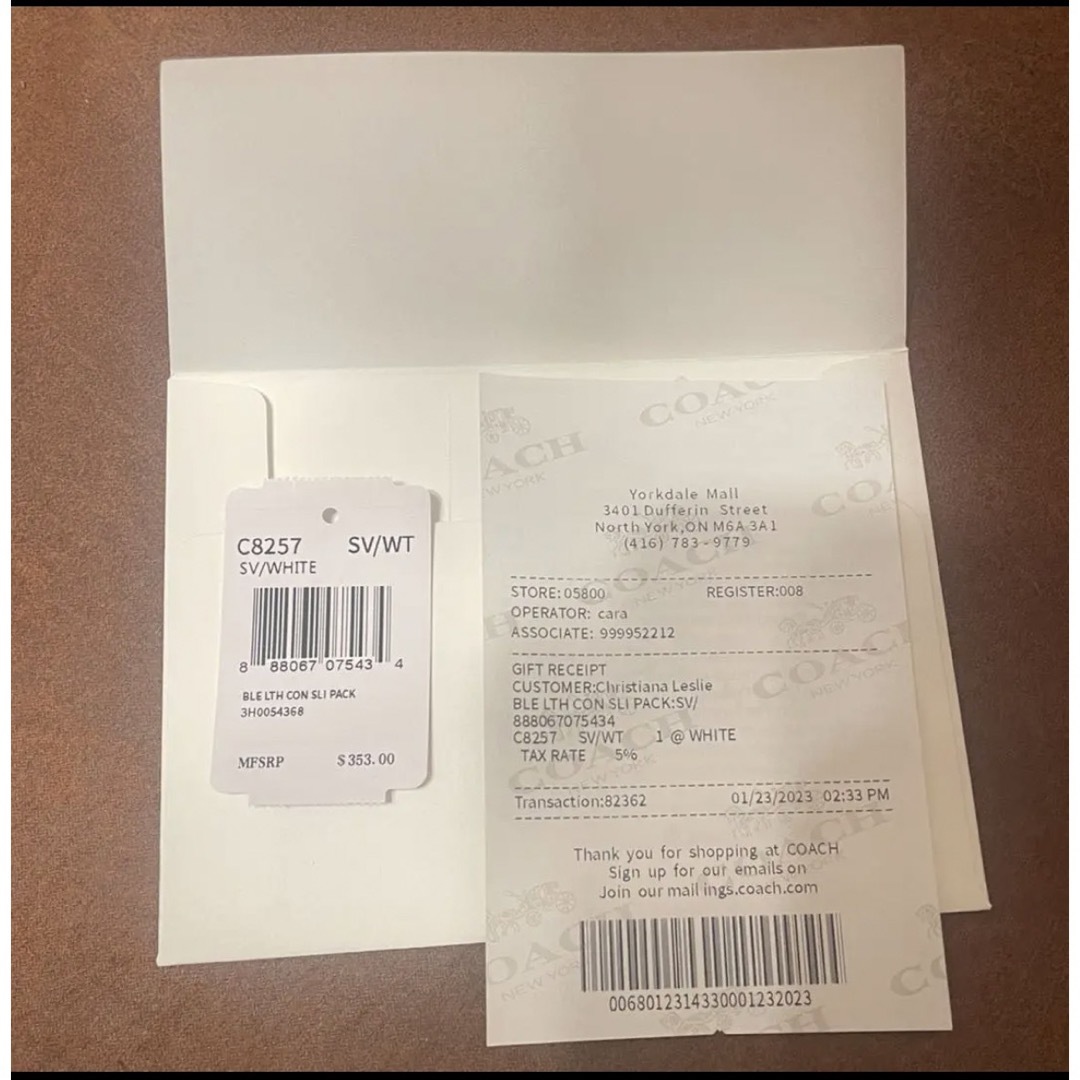 C8257 SV/WT
SV/WHITE
8 88067 07543 4
BLE LTH CON SLI PACK
3H0054368
MFSRP $353.00
COACH
NEW YORK
Yorkdale Mall
3401 Dufferin Street
North York,ON M6A 3A1
(416) 783-9779
STORE:05800 REGISTER:008
OPERATOR: cara
ASSOCIATE: 999952212
GIFT RECEIPT
CUSTOMER:Christiana Leslie
BLE LTH CON SLI PACK:SV/
888067075434
C8257 SV/WT 1 @ WHITE
TAX RATE 5%
Transaction:82362 01/23/2023 02:33 PM
Thank you for shopping at COACH
Sign up for our emails on
Join our mail ings.coach.com
0068012314330001232023